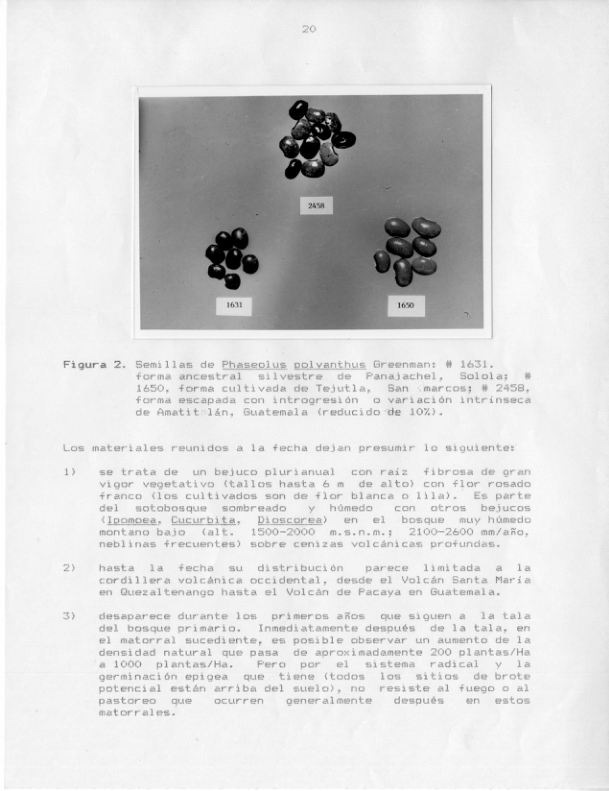 20
2458
1631
1650
Figura 2. Semillas de Phaseolus polyanthus Greenman: # 1631,
forma ancestral silvestre de Panajachel, Solola; #
1650, forma cultivada de Tejutla, San marcos; # 2458,
forma escapada con introgresión o variación intrínseca
de Amatitlán, Guatemala (reducido de 10%).
Los materiales reunidos a la fecha dejan presumir lo siguiente:
1) se trata de un bejuco plurianual con raíz fibrosa de gran
vigor vegetativo (tallos hasta 6 m de alto) con flor rosado
franco (los cultivados son de flor blanca o lila). Es parte
del sotobosque sombreado y húmedo con otros bejucos
(Ipomoea, Cucurbita, Dioscorea) en el bosque muy húmedo
montano bajo (alt. 1500-2000 m.s.n.m.; 2100-2600 mm/año,
neblinas frecuentes) sobre cenizas volcánicas profundas.
2) hasta la fecha su distribución parece limitada a la
cordillera volcánica occidental, desde el Volcán Santa María
en Quezaltenango hasta el Volcán de Pacaya en Guatemala.
3) desaparece durante los primeros años que siguen a la tala
del bosque primario. Inmediatamente después de la tala, en
el matorral sucediente, es posible observar un aumento de la
densidad natural que pasa de aproximadamente 200 plantas/Ha
a 1000 plantas/Ha. Pero por el sistema radical y la
germinación epigea que tiene (todos los sitios de brote
potencial están arriba del suelo), no resiste al fuego o al
pastoreo que ocurren generalmente después en estos
matorrales.